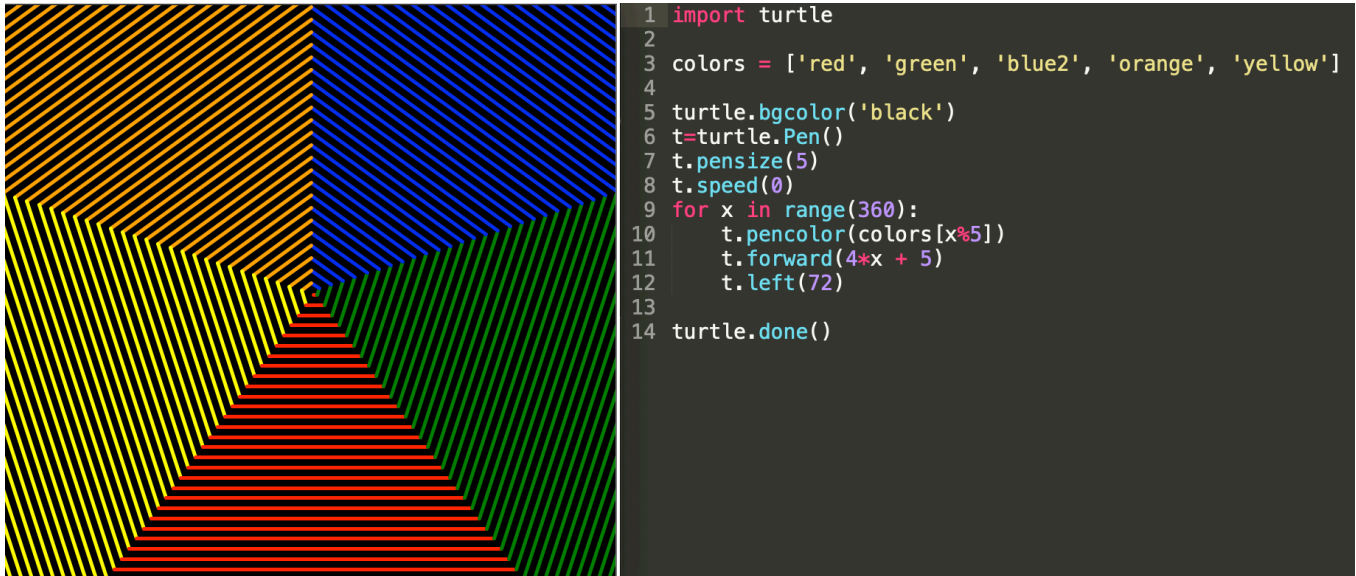 1 import turtle
2
3 colors = ['red', 'green', 'blue2', 'orange', 'yellow']
4
5 turtle.bgcolor('black')
6 t=turtle.Pen()
7 t.pensize(5)
8 t.speed(0)
9 for x in range(360):
10     t.pencolor(colors[x%5])
11     t.forward(4*x + 5)
12     t.left(72)
13
14 turtle.done()